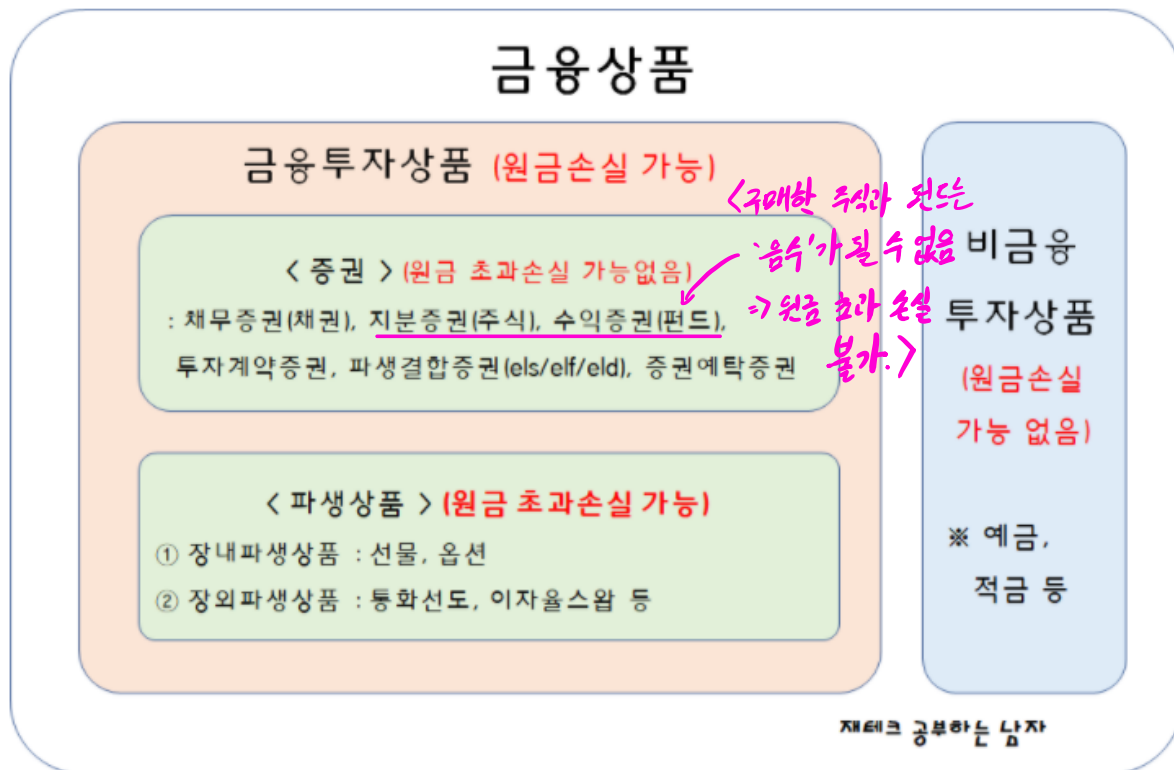 금융상품
금융투자상품 (원금손실 가능)
< 증권 > (원금 초과손실 가능없음)
: 채무증권(채권), 지분증권(주식), 수익증권(펀드),
투자계약증권, 파생결합증권(els/elf/eld), 증권예탁증권
<구매한 주식과 펀드는
'음수'가 될 수 없음
=> 원금 초과 손실
불가.>
< 파생상품 > (원금 초과손실 가능)
① 장내파생상품 : 선물, 옵션
② 장외파생상품 : 통화선도, 이자율스왑 등
비금융
투자상품
(원금손실
가능 없음)
※ 예금,
적금 등
재테크 공부하는 남자